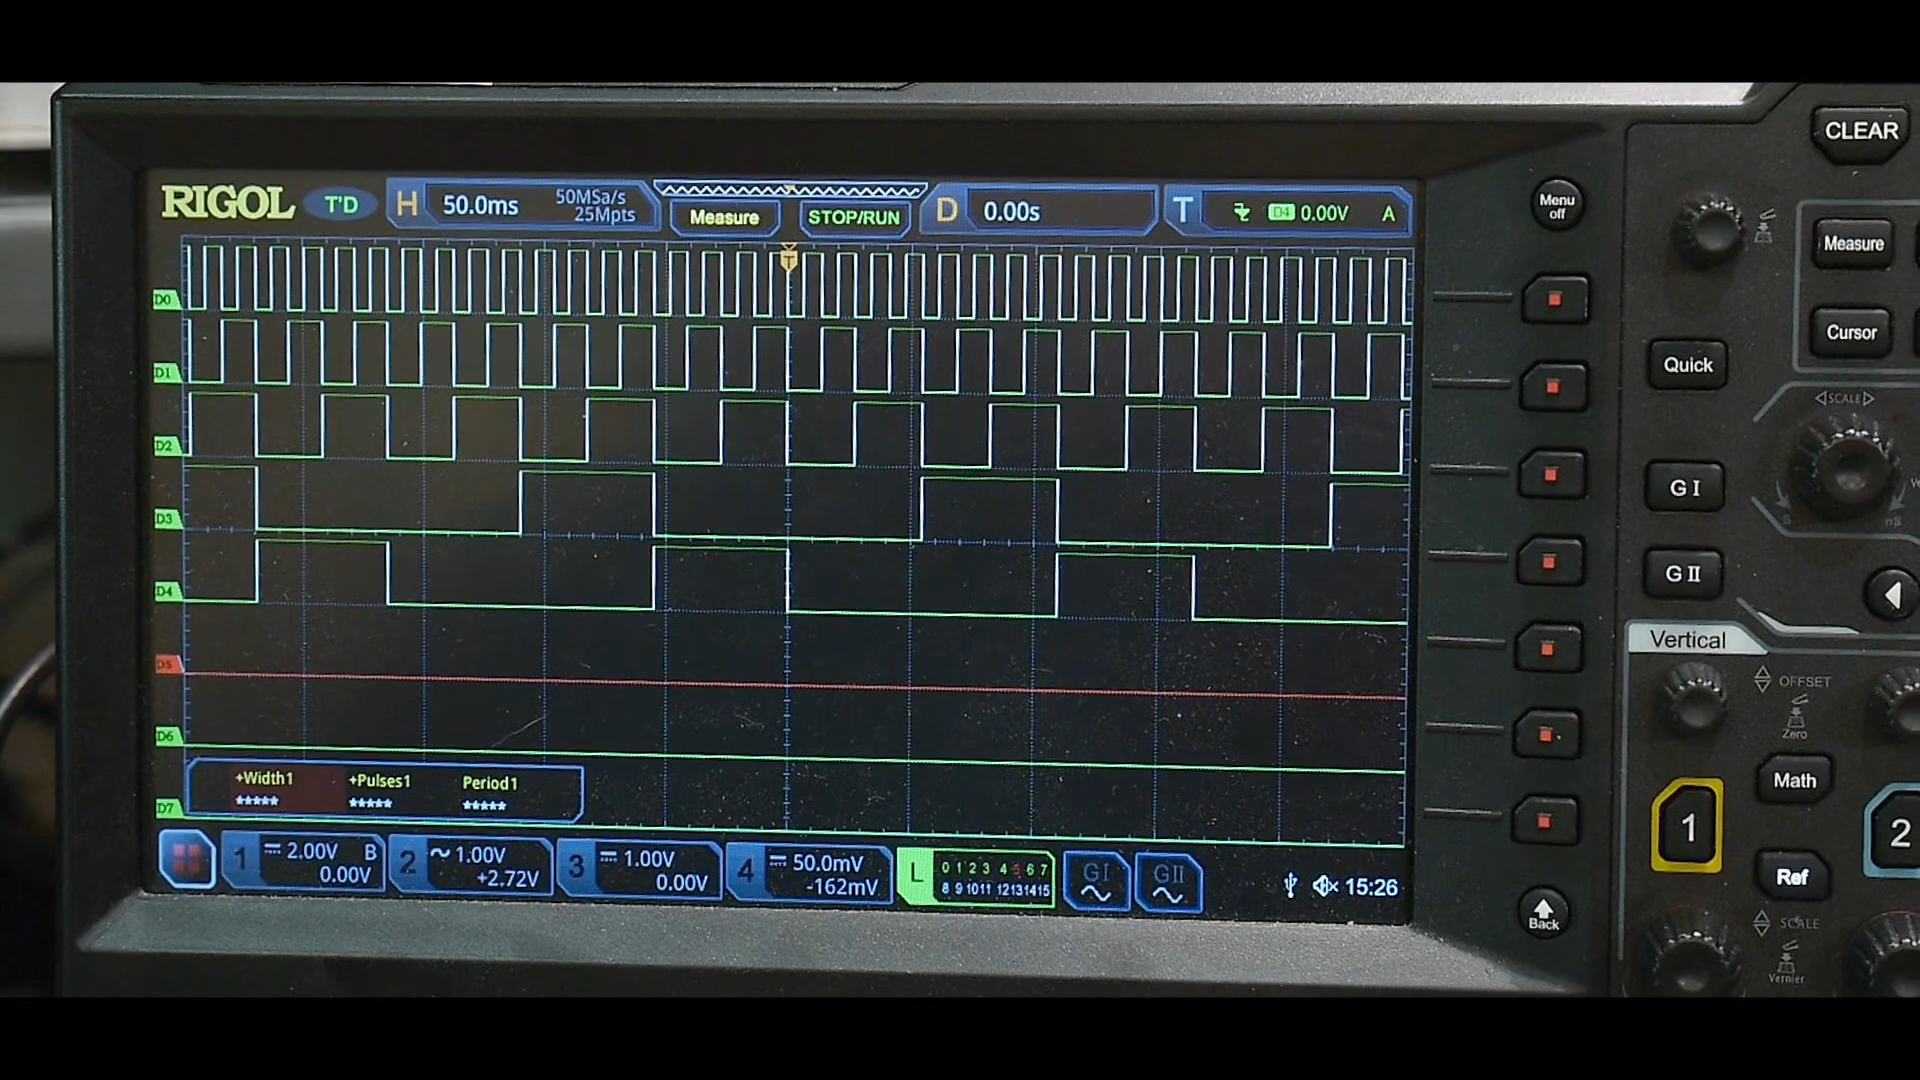 CLEAR
RIGOL T'D H 50.0ms 50MSa/s 25Mpts Measure STOP/RUN D 0.00s T D4 0.00V A
Menu off
Measure
D0
Cursor
Quick
D1
SCALE
D2
G I
D3
S nS
G II
D4
Vertical
D5
OFFSET
D6
Zero
+Width1 +Pulses1 Period1
***** ***** *****
Math
D7
1 2
1 2.00V B 0.00V
2 1.00V +2.72V
3 1.00V 0.00V
4 50.0mV -162mV
L 0 1 2 3 4 5 6 7
8 9 10 11 12 13 14 15
GI GII
15:26
Ref
Back
SCALE
Vernier